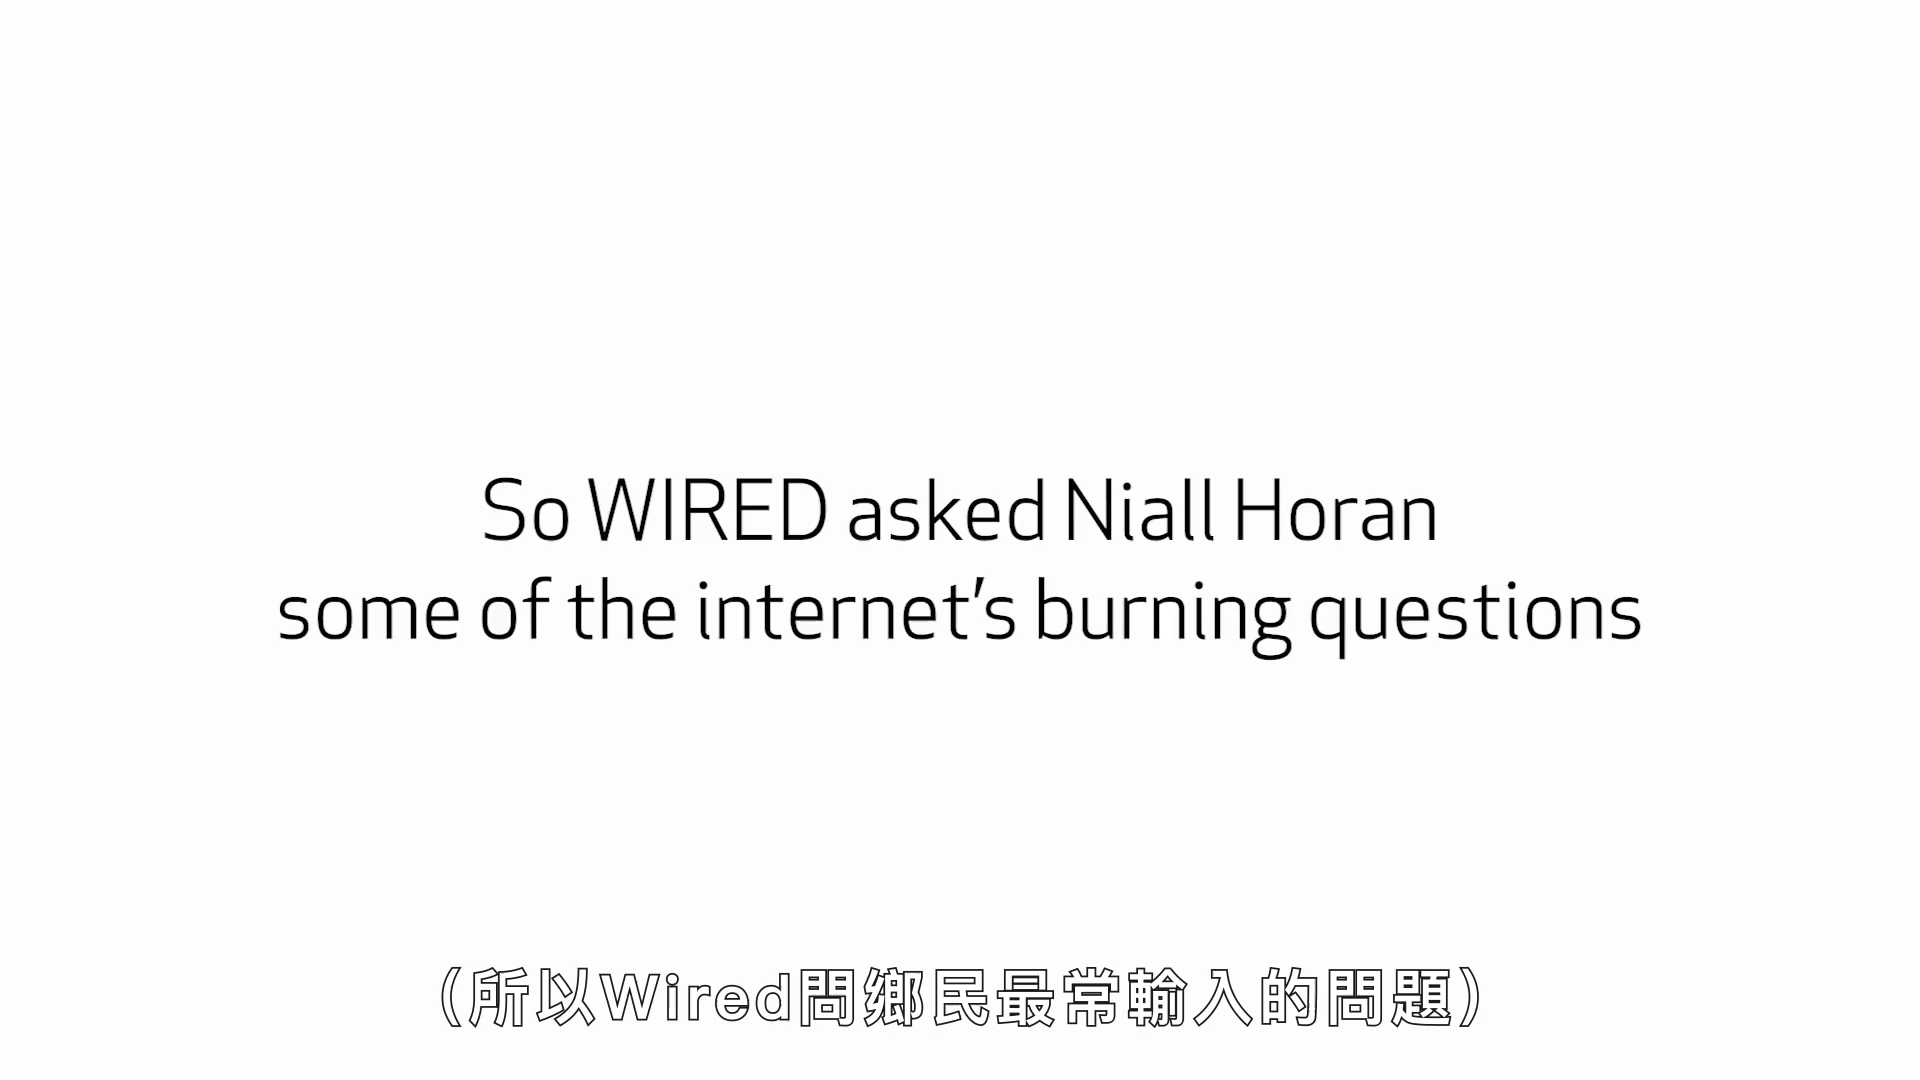 So WIRED asked Niall Horan
some of the internet's burning questions
（所以Wired問鄉民最常輸入的問題）